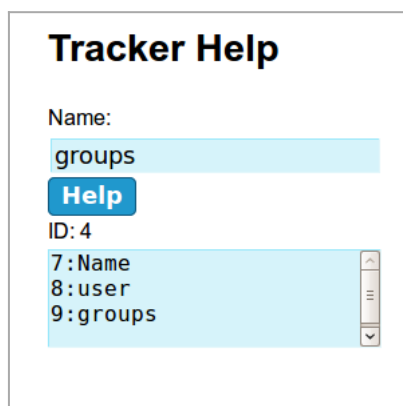 Tracker Help
Name:
groups
Help
ID: 4
7:Name
8:user
9:groups